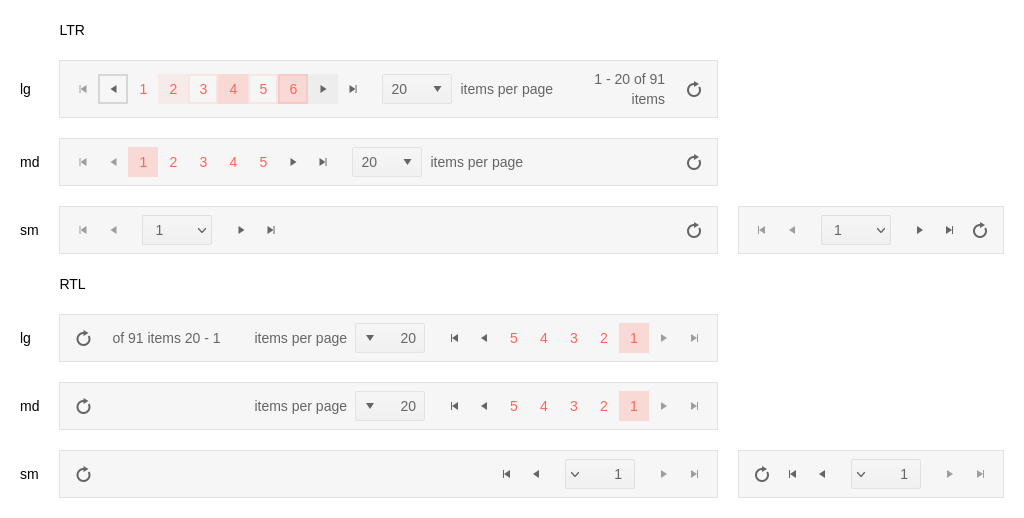 LTR
lg 1 2 3 4 5 6 20 items per page 1 - 20 of 91
items
md 1 2 3 4 5 20 items per page
sm 1 1
RTL
lg of 91 items 20 - 1 items per page 20 5 4 3 2 1
md items per page 20 5 4 3 2 1
sm 1 1